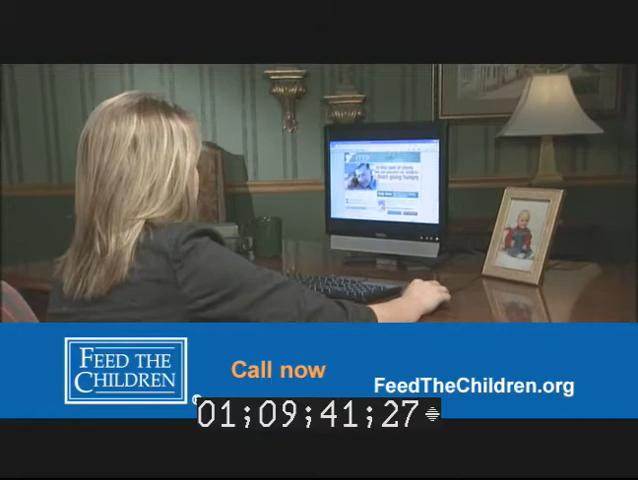 FEED THE
CHILDREN
Call now
FeedTheChildren.org
01;09;41;27